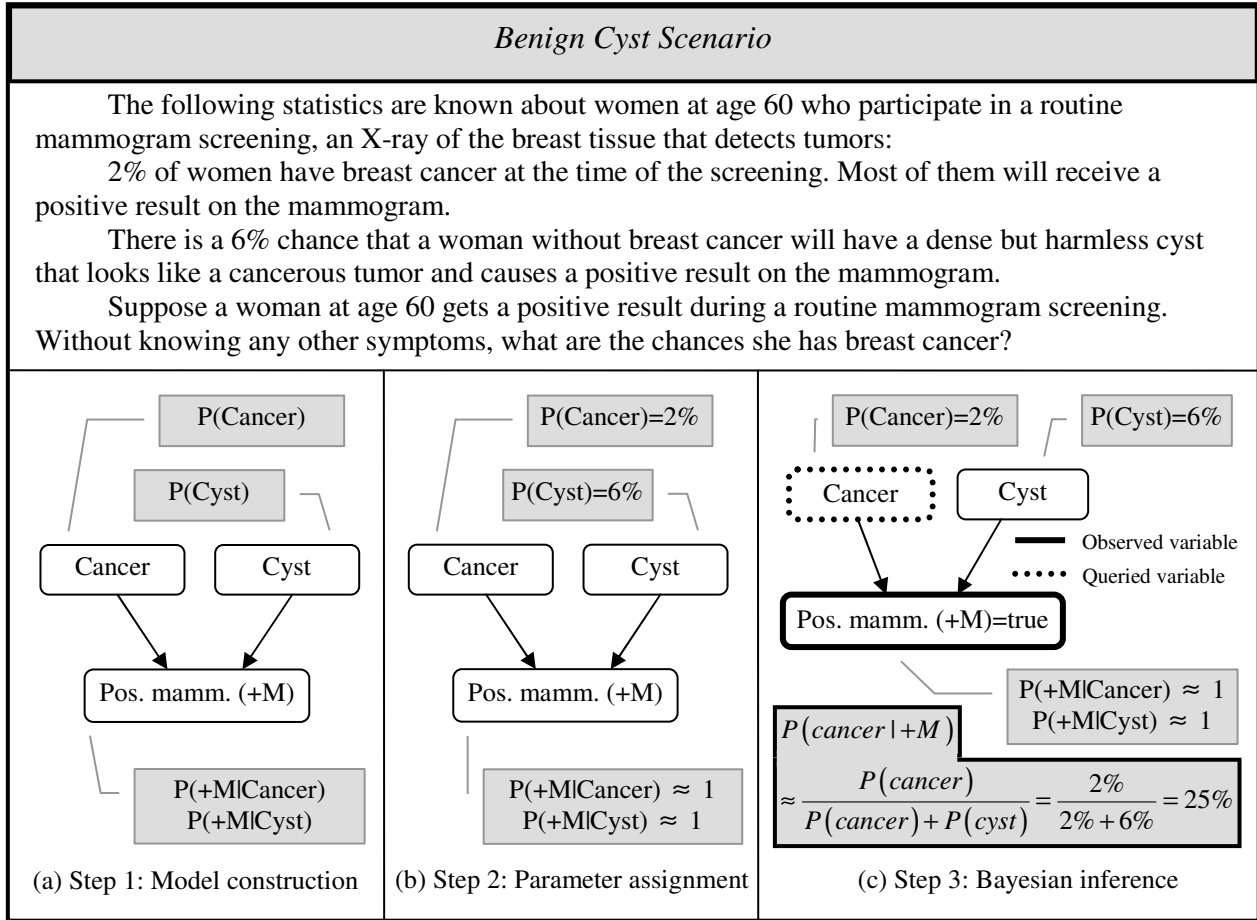 Benign Cyst Scenario
The following statistics are known about women at age 60 who participate in a routine
mammogram screening, an X-ray of the breast tissue that detects tumors:
2% of women have breast cancer at the time of the screening. Most of them will receive a
positive result on the mammogram.
There is a 6% chance that a woman without breast cancer will have a dense but harmless cyst
that looks like a cancerous tumor and causes a positive result on the mammogram.
Suppose a woman at age 60 gets a positive result during a routine mammogram screening.
Without knowing any other symptoms, what are the chances she has breast cancer?
P(Cancer)
P(Cyst)
Cancer
Cyst
Pos. mamm. (+M)
P(+M|Cancer)
P(+M|Cyst)
(a) Step 1: Model construction
P(Cancer)=2%
P(Cyst)=6%
Cancer
Cyst
Pos. mamm. (+M)
P(+M|Cancer) ≈ 1
P(+M|Cyst) ≈ 1
(b) Step 2: Parameter assignment
P(Cancer)=2%
P(Cyst)=6%
Cancer
Cyst
Observed variable
Queried variable
Pos. mamm. (+M)=true
P(+M|Cancer) ≈ 1
P(+M|Cyst) ≈ 1
P(cancer | +M)
≈ P(cancer) / P(cancer) + P(cyst) = 2% / 2% + 6% = 25%
(c) Step 3: Bayesian inference